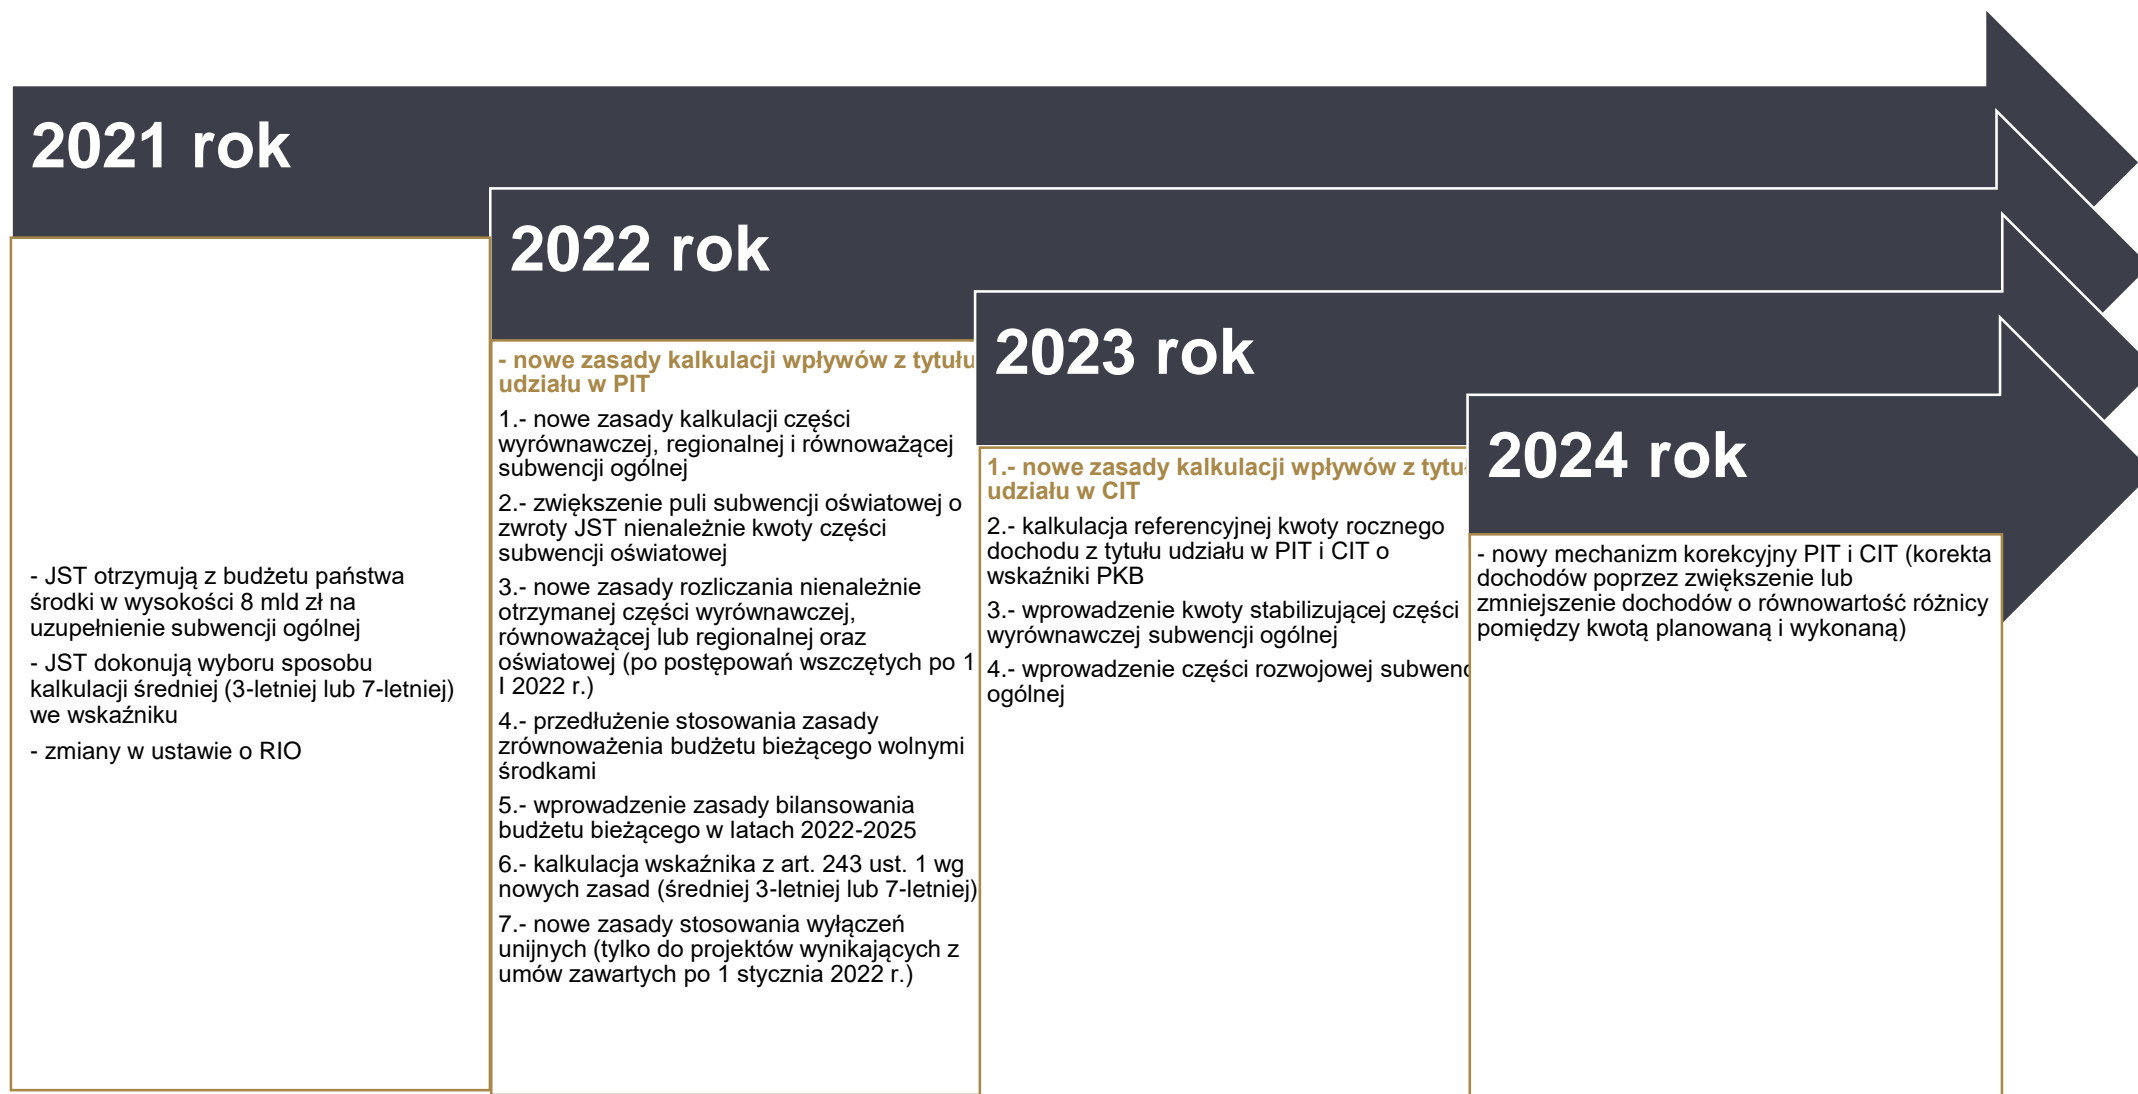 2021 rok
- JST otrzymują z budżetu państwa
środki w wysokości 8 mld zł na
uzupełnienie subwencji ogólnej
- JST dokonują wyboru sposobu
kalkulacji średniej (3-letniej lub 7-letniej)
we wskaźniku
- zmiany w ustawie o RIO
2022 rok
- nowe zasady kalkulacji wpływów z tytułu
udziału w PIT
1.- nowe zasady kalkulacji części
wyrównawczej, regionalnej i równoważącej
subwencji ogólnej
2.- zwiększenie puli subwencji oświatowej o
zwroty JST nienależnie kwoty części
subwencji oświatowej
3.- nowe zasady rozliczania nienależnie
otrzymanej części wyrównawczej,
równoważącej lub regionalnej oraz
oświatowej (po postępowań wszczętych po 1
I 2022 r.)
4.- przedłużenie stosowania zasady
zrównoważenia budżetu bieżącego wolnymi
środkami
5.- wprowadzenie zasady bilansowania
budżetu bieżącego w latach 2022-2025
6.- kalkulacja wskaźnika z art. 243 ust. 1 wg
nowych zasad (średniej 3-letniej lub 7-letniej)
7.- nowe zasady stosowania wyłączeń
unijnych (tylko do projektów wynikających z
umów zawartych po 1 stycznia 2022 r.)
2023 rok
1.- nowe zasady kalkulacji wpływów z
udziału w CIT
2.- kalkulacja referencyjnej kwoty rocznego
dochodu z tytułu udziału w PIT i CIT o
wskaźniki PKB
3.- wprowadzenie kwoty stabilizującej części
wyrównawczej subwencji ogólnej
4.- wprowadzenie części rozwojowej
ogólnej
2024 rok
- nowy mechanizm korekcyjny PIT i CIT (korekta
dochodów poprzez zwiększenie lub
zmniejszenie dochodów o równowartość różnicy
pomiędzy kwotą planowaną i wykonaną)